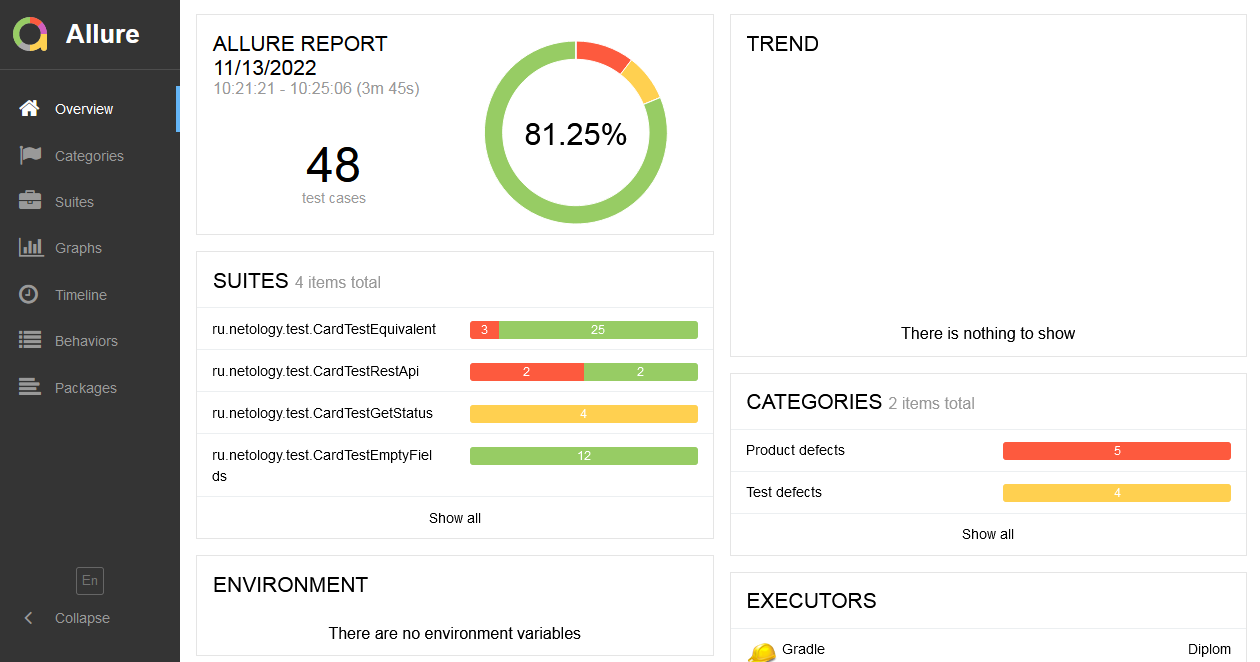 Allure
Overview
Categories
Suites
Graphs
Timeline
Behaviors
Packages
En
Collapse
ALLURE REPORT
11/13/2022
10:21:21 - 10:25:06 (3m 45s)
48
test cases
81.25%
SUITES 4 items total
ru.netology.test.CardTestEquivalent 3 25
ru.netology.test.CardTestRestApi 2 2
ru.netology.test.CardTestGetStatus 4
ru.netology.test.CardTestEmptyFiel 12
ds
Show all
ENVIRONMENT
There are no environment variables
TREND
There is nothing to show
CATEGORIES 2 items total
Product defects 5
Test defects 4
Show all
EXECUTORS
Gradle Diplom